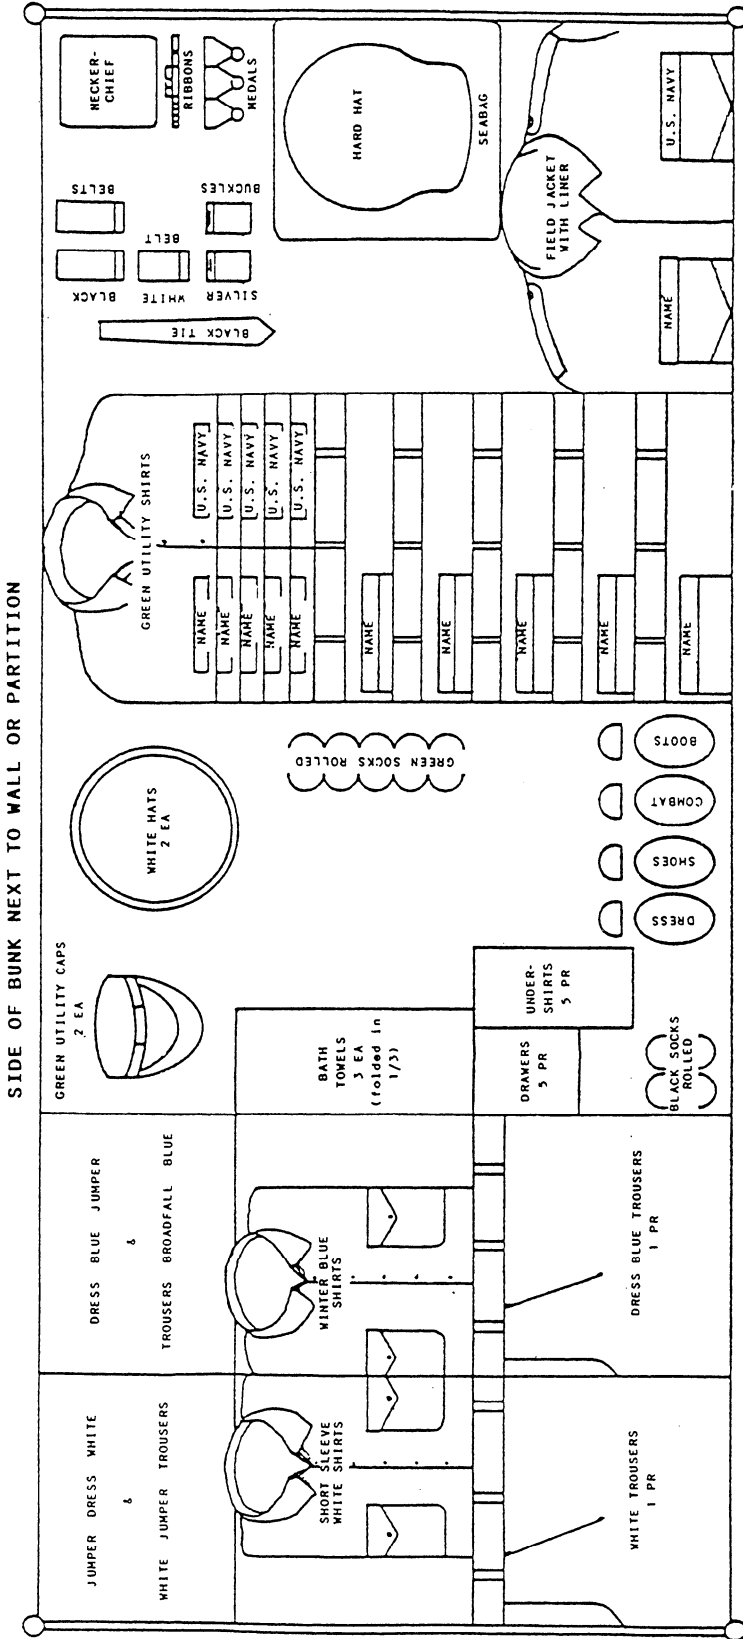 SIDE OF BUNK NEXT TO WALL OR PARTITION
JUMPER DRESS WHITE
&
WHITE JUMPER TROUSERS
DRESS BLUE JUMPER
&
TROUSERS BROADFALL BLUE
GREEN UTILITY CAPS
2 EA
WHITE HATS
2 EA
GREEN UTILITY SHIRTS
NAME
U.S. NAVY
NAME
U.S. NAVY
NAME
U.S. NAVY
NAME
U.S. NAVY
NAME
U.S. NAVY
NAME
NAME
NAME
NAME
NAME
BLACK
BELTS
WHITE
BELT
SILVER
BUCKLES
BLACK TIE
NECKER-
CHIEF
RIBBONS
MEDALS
HARD HAT
SEABAG
FIELD JACKET
WITH LINER
NAME
U.S. NAVY
SHORT SLEEVE
WHITE SHIRTS
WINTER BLUE
SHIRTS
BATH
TOWELS
3 EA
(folded in
1/3)
GREEN SOCKS ROLLED
UNDER-
SHIRTS
5 PR
DRAWERS
5 PR
BLACK SOCKS
ROLLED
DRESS
SHOES
COMBAT
BOOTS
WHITE TROUSERS
1 PR
DRESS BLUE TROUSERS
1 PR